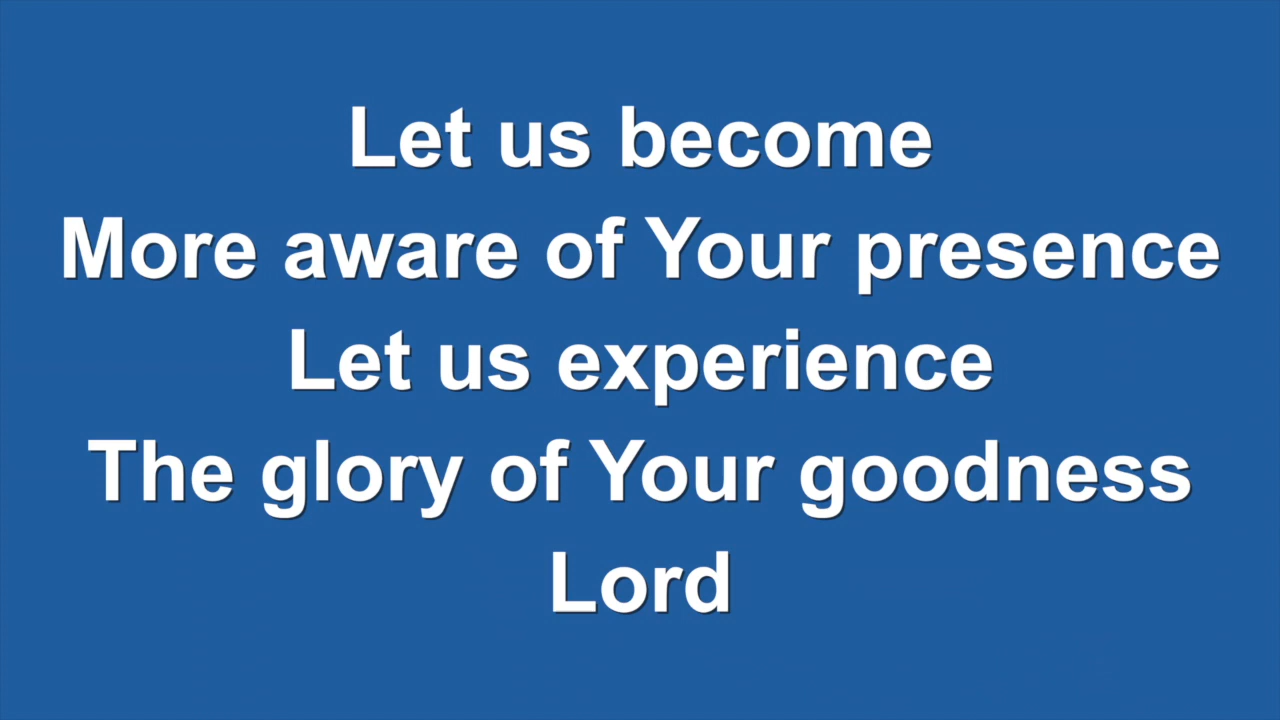 Let us become
More aware of Your presence
Let us experience
The glory of Your goodness
Lord